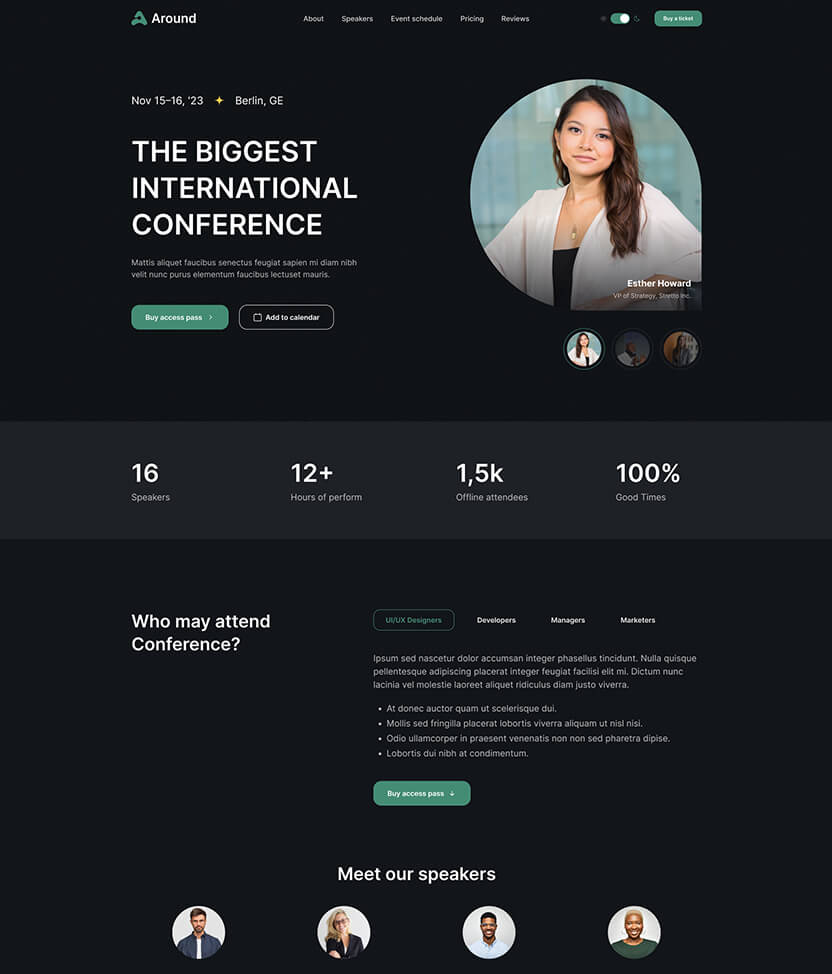 Around
About Speakers Event schedule Pricing Reviews
Buy a ticket
Nov 15–16, '23 Berlin, GE
THE BIGGEST
INTERNATIONAL
CONFERENCE
Mattis aliquet faucibus senectus feugiat sapien mi diam nibh
velit nunc purus elementum faucibus lectuset mauris.
Buy access pass
Add to calendar
Esther Howard
VP of Strategy, Stretto Inc.
16
Speakers
12+
Hours of perform
1,5k
Offline attendees
100%
Good Times
Who may attend
Conference?
UI/UX Designers Developers Managers Marketers
Ipsum sed nascetur dolor accumsan integer phasellus tincidunt. Nulla quisque
pellentesque adipiscing placerat integer feugiat facilisi elit mi. Dictum nunc
lacinia vel molestie laoreet aliquet ridiculus diam justo viverra.
• At donec auctor quam ut scelerisque dui.
• Mollis sed fringilla placerat lobortis viverra aliquam ut nisl nisi.
• Odio ullamcorper in praesent venenatis non non sed pharetra dipise.
• Lobortis dui nibh at condimentum.
Buy access pass
Meet our speakers